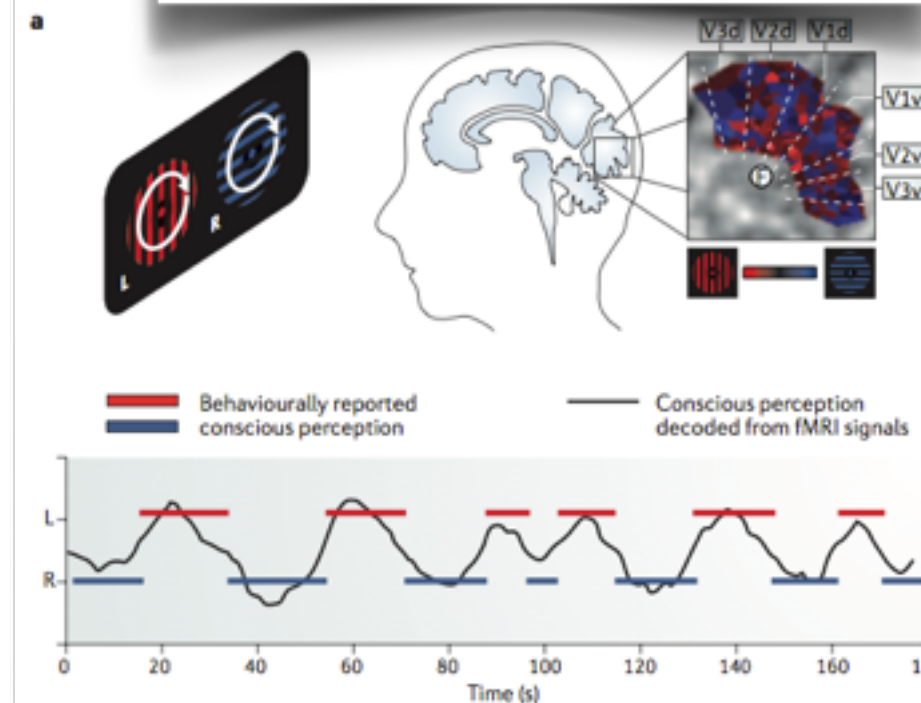 a
V3d V2d V1d
V1v
V2v
V3v
F
L
R
Behaviourally reported
conscious perception
Conscious perception
decoded from fMRI signals
L
R
0 20 40 60 80 100 120 140 160 1
Time (s)